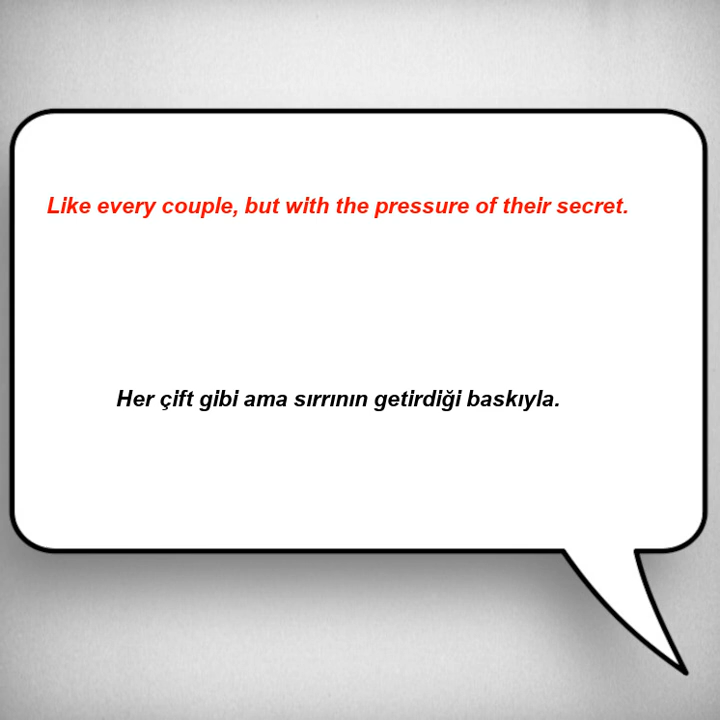 Like every couple, but with the pressure of their secret.
Her çift gibi ama sırrının getirdiği baskıyla.